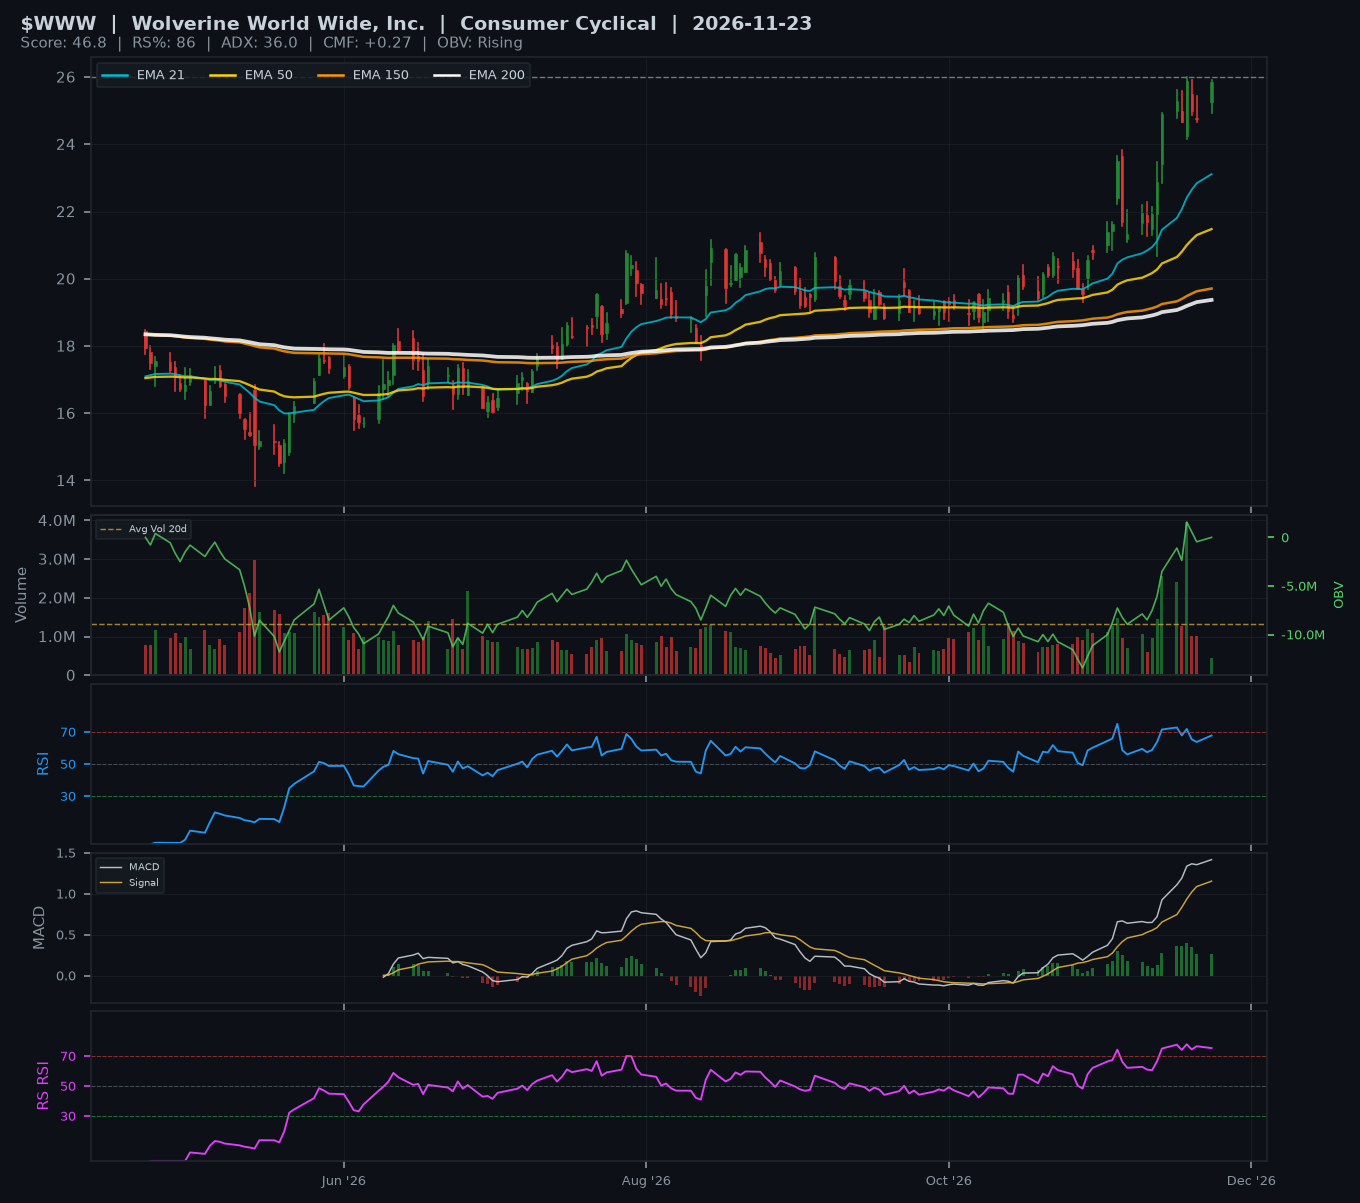 $WWW | Wolverine World Wide, Inc. | Consumer Cyclical | 2026-11-23
Score: 46.8 | RS%: 86 | ADX: 36.0 | CMF: +0.27 | OBV: Rising
EMA 21 EMA 50 EMA 150 EMA 200
26
24
22
20
18
16
14
Avg Vol 20d
4.0M
3.0M
2.0M
1.0M
0
Volume
0
-5.0M
-10.0M
OBV
70
50
30
RSI
MACD
Signal
1.5
1.0
0.5
0.0
MACD
70
50
30
RS RSI
Jun '26 Aug '26 Oct '26 Dec '26